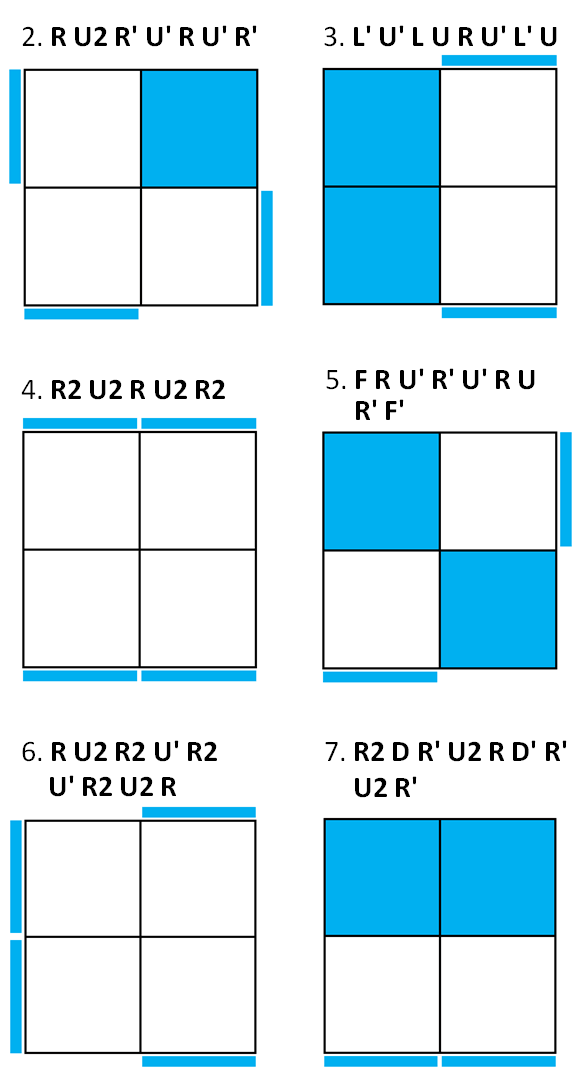 2. R U2 R' U' R U' R'
3. L' U' L U R U' L' U
4. R2 U2 R U2 R2
5. F R U' R' U' R U
R' F'
6. R U2 R2 U' R2
U' R2 U2 R
7. R2 D R' U2 R D' R'
U2 R'